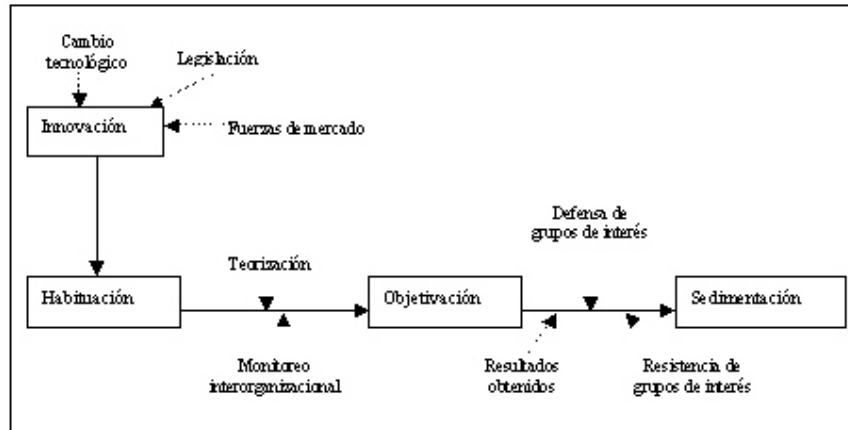 Cambio
tecnológico
Legislación
Innovación
Fuerzas de mercado
Defensa de
grupos de interés
Teorización
Habituación
Objetivación
Sedimentación
Monitoreo
interorganizacional
Resultados
obtenidos
Resistencia de
grupos de interés